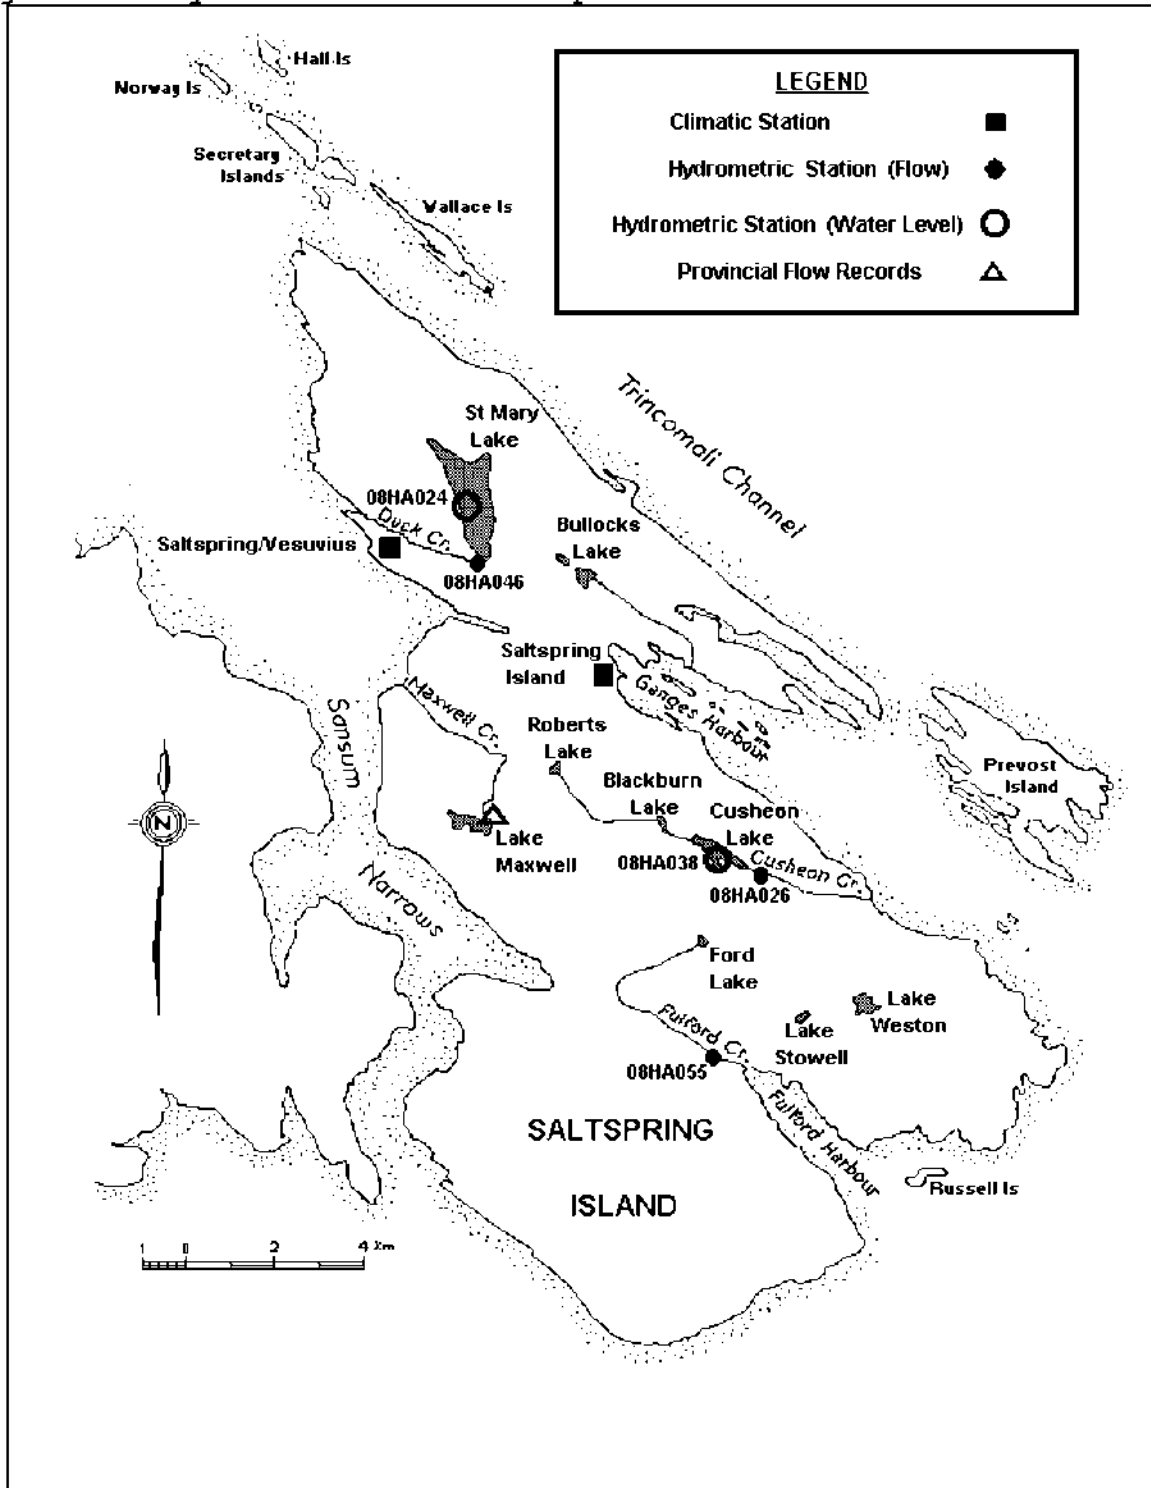 LEGEND
Climatic Station
Hydrometric Station (Flow)
Hydrometric Station (Water Level)
Provincial Flow Records
Hall Is
Norway Is
Secretary
Islands
Wallace Is
Trincomali Channel
St Mary
Lake
08HA024
Duck Cr.
Saltspring/Vesuvius
08HA046
Bullocks
Lake
Saltspring
Island
Ganges Harbour
Maxwell Cr.
Sansum
Narrows
Roberts
Lake
Blackburn
Lake
Cusheon
Lake
Prevost
Island
Lake
Maxwell
08HA038
Cusheon Cr.
08HA026
N
Ford
Lake
Lake
Weston
Lake
Stowell
Fulford Cr.
08HA055
Fulford Harbour
SALTSPRING
ISLAND
Russell Is
1 0 2 4 Km